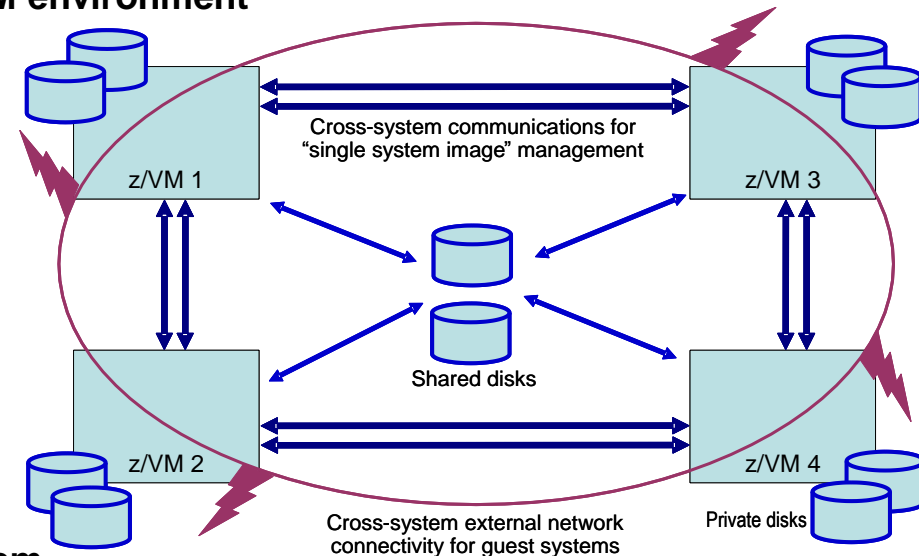 environment
Cross-system communications for
“single system image” management
z/VM 1
z/VM 3
Shared disks
z/VM 2
z/VM 4
Private disks
Cross-system external network
connectivity for guest systems